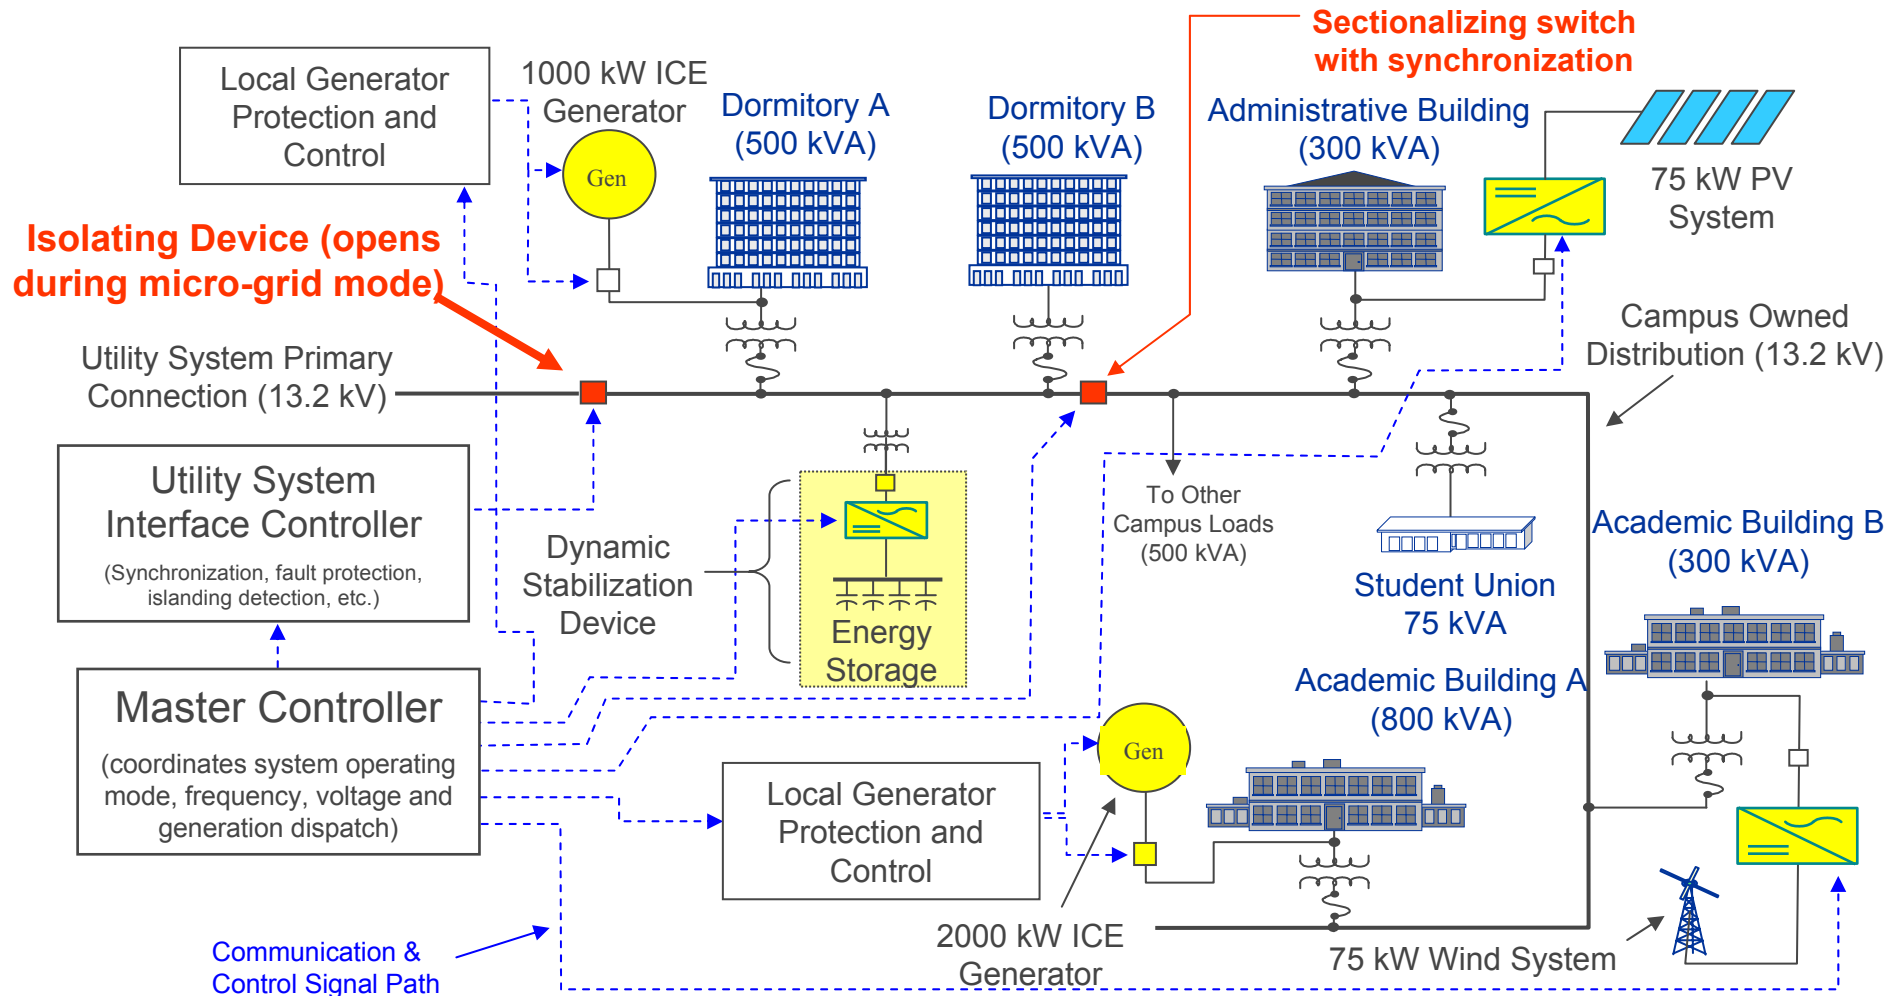 Sectionalizing switch
with synchronization
Local Generator
Protection and
Control
1000 kW ICE
Generator
Gen
Dormitory A
(500 kVA)
Dormitory B
(500 kVA)
Administrative Building
(300 kVA)
75 kW PV
System
Isolating Device (opens
during micro-grid mode)
Utility System Primary
Connection (13.2 kV)
Campus Owned
Distribution (13.2 kV)
Utility System
Interface Controller
(Synchronization, fault protection,
islanding detection, etc.)
Dynamic
Stabilization
Device
Energy
Storage
To Other
Campus Loads
(500 kVA)
Student Union
75 kVA
Academic Building B
(300 kVA)
Master Controller
(coordinates system operating
mode, frequency, voltage and
generation dispatch)
Local Generator
Protection and
Control
Gen
Academic Building A
(800 kVA)
2000 kW ICE
Generator
75 kW Wind System
Communication &
Control Signal Path